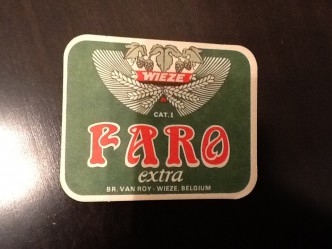 WIEZE
CAT. I
FARO
extra
BR. VAN ROY - WIEZE, BELGIUM